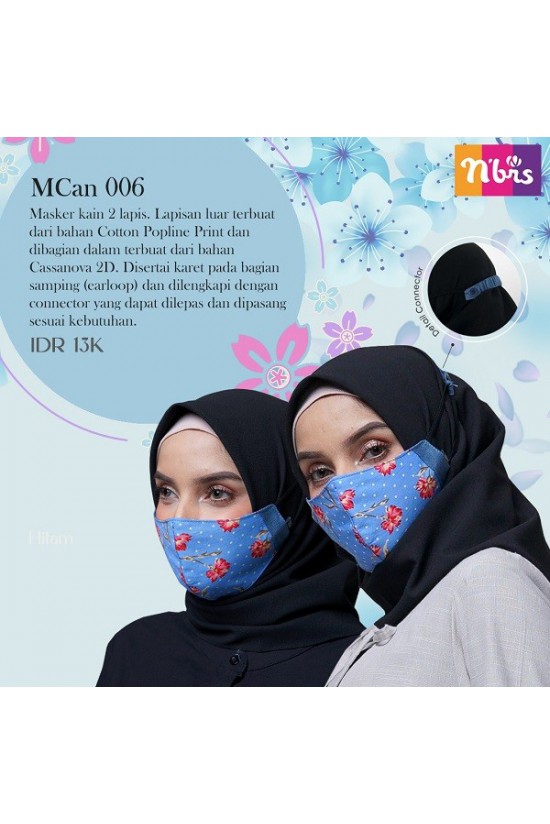 n'brs
MCan 006
Masker kain 2 lapis. Lapisan luar terbuat
dari bahan Cotton Popline Print dan
dibagian dalam terbuat dari bahan
Cassanova 2D. Disertai karet pada bagian
samping (earloop) dan dilengkapi dengan
connector yang dapat dilepas dan dipasang
sesuai kebutuhan.
IDR 13K
Detail Connector